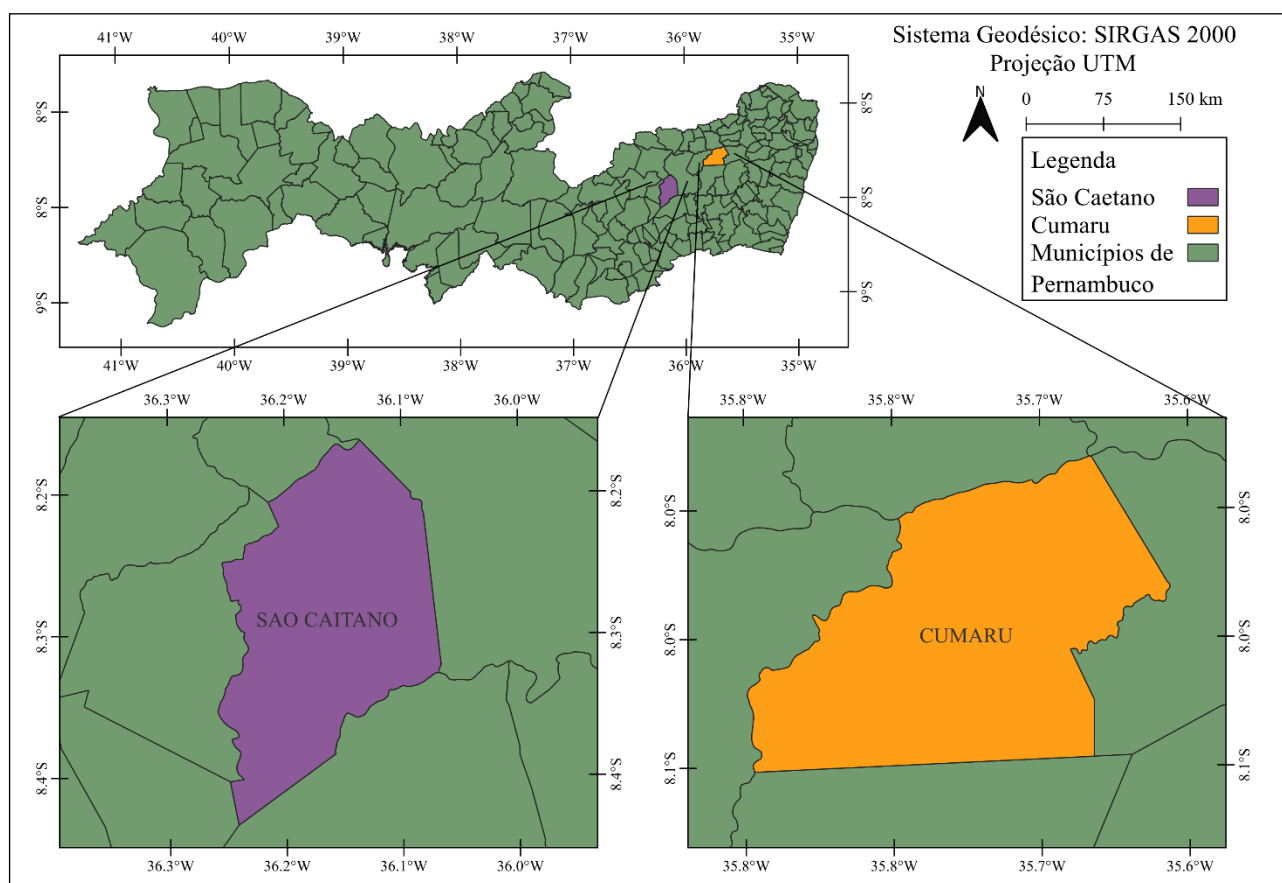 Sistema Geodésico: SIRGAS 2000
Projeção UTM
N
0 75 150 km
Legenda
São Caetano
Cumaru
Municípios de
Pernambuco
41°W 40°W 39°W 38°W 37°W 36°W 35°W
8°S 8°S
8°S 8°S
9°S 9°S
41°W 40°W 39°W 38°W 37°W 36°W 35°W
36.3°W 36.2°W 36.1°W 36.0°W
8.2°S 8.2°S
8.3°S 8.3°S
8.4°S 8.4°S
SAO CAITANO
36.3°W 36.2°W 36.1°W 36.0°W
35.8°W 35.8°W 35.7°W 35.6°W
8.0°S 8.0°S
8.0°S 8.0°S
8.1°S 8.1°S
CUMARU
35.8°W 35.8°W 35.7°W 35.6°W